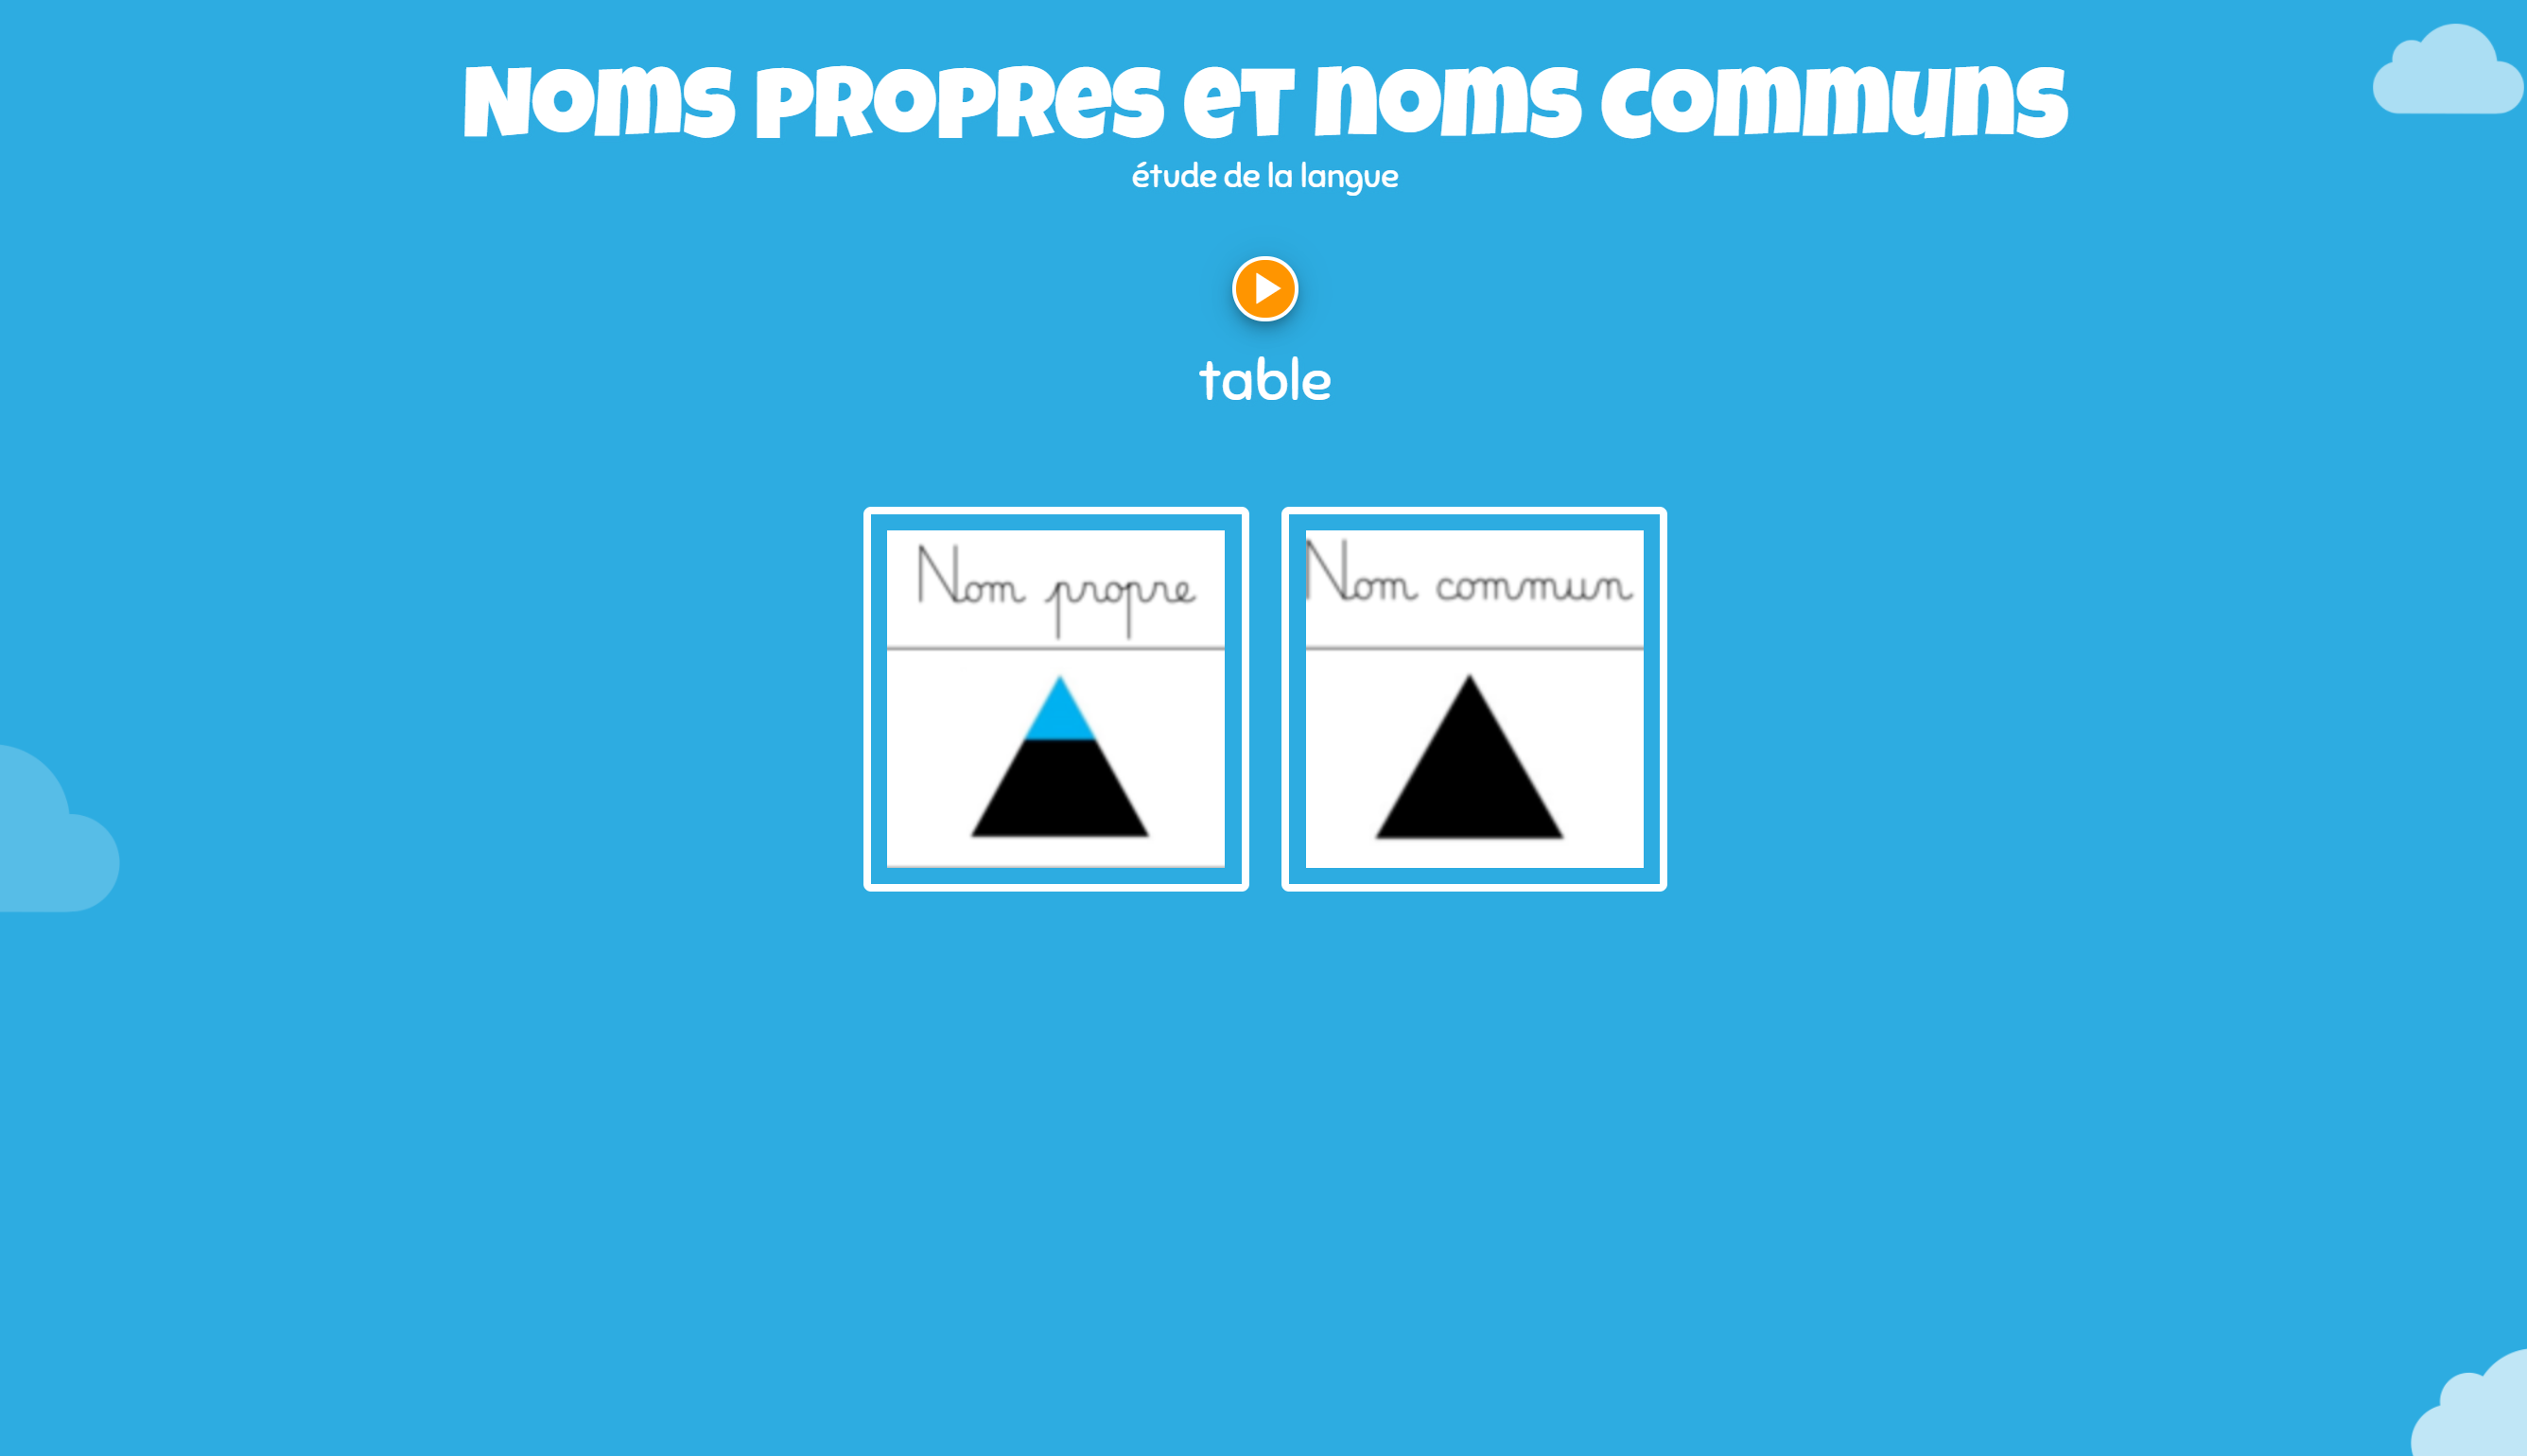 Noms propres et noms communs
étude de la langue
table
Nom propre
Nom commun